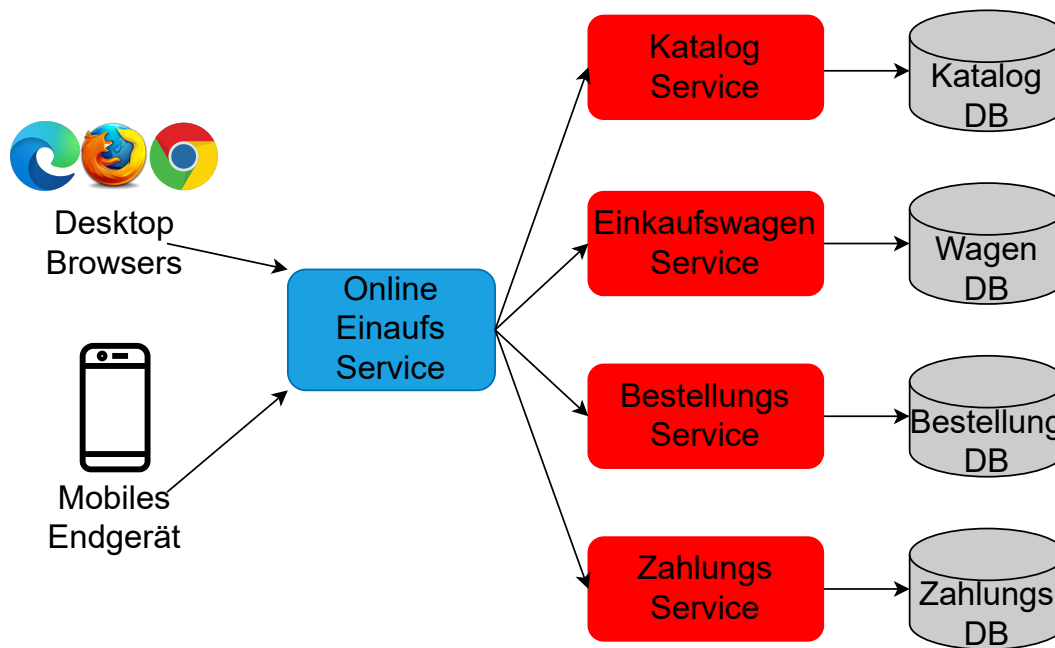 Desktop
Browsers
Mobiles
Endgerät
Online
Einaufs
Service
Katalog
Service
Einkaufswagen
Service
Bestellungs
Service
Zahlungs
Service
Katalog
DB
Wagen
DB
Bestellung
DB
Zahlungs
DB